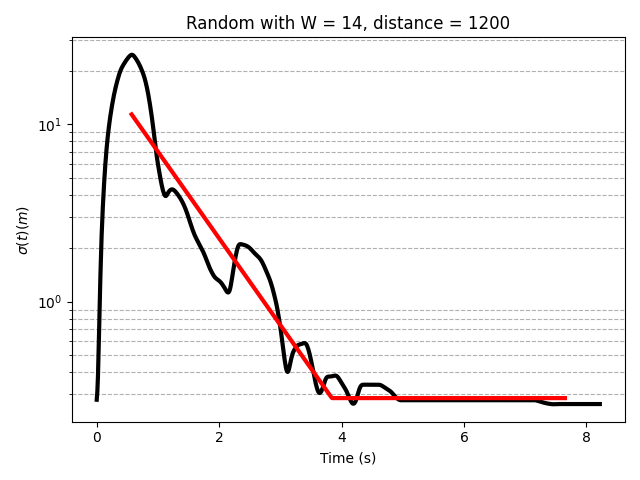 Random with W = 14, distance = 1200
10¹
10⁰
σ(t)(m)
0 2 4 6 8
Time (s)